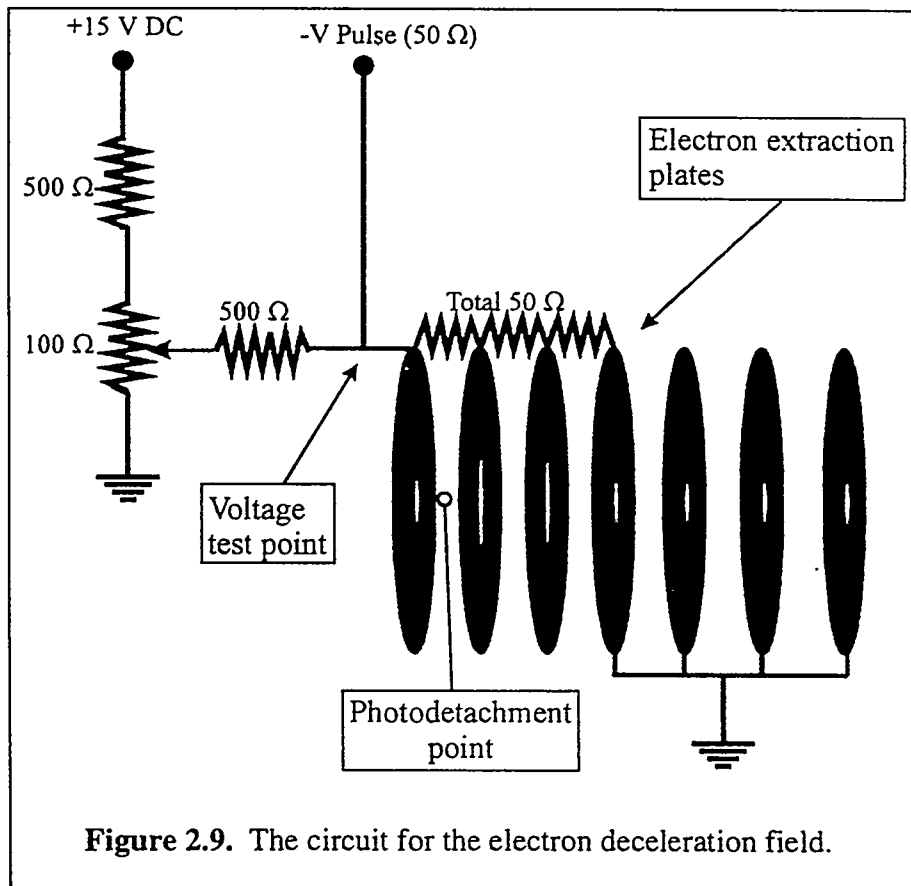 +15 V DC
-V Pulse (50 Ω)
Electron extraction
plates
500 Ω
500 Ω
Total 50 Ω
100 Ω
Voltage
test point
Photodetachment
point
Figure 2.9. The circuit for the electron deceleration field.